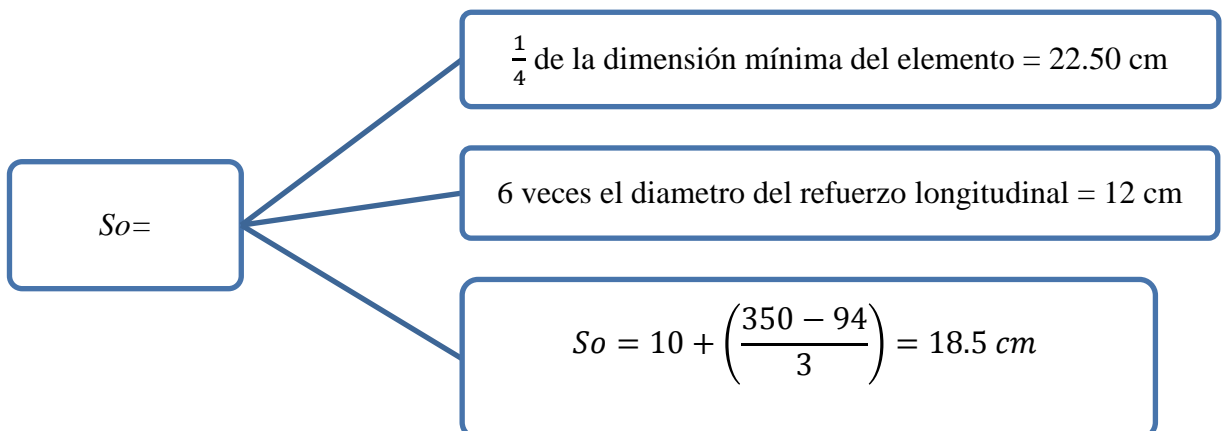 1/4 de la dimensión mínima del elemento = 22.50 cm
6 veces el diametro del refuerzo longitudinal = 12 cm
So=
So = 10 + ((350 − 94)/3) = 18.5 cm